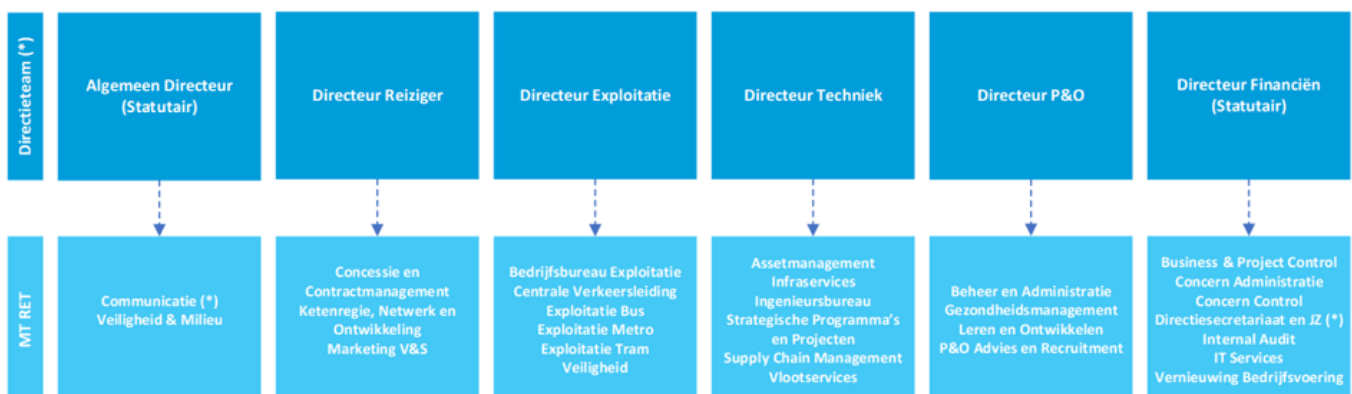 Directieteam (*)
Algemeen Directeur
(Statutair)
Directeur Reiziger
Directeur Exploitatie
Directeur Techniek
Directeur P&O
Directeur Financiën
(Statutair)
MT RET
Communicatie (*)
Veiligheid & Milieu
Concessie en
Contractmanagement
Ketenregie, Netwerk en
Ontwikkeling
Marketing V&S
Bedrijfsbureau Exploitatie
Centrale Verkeersleiding
Exploitatie Bus
Exploitatie Metro
Exploitatie Tram
Veiligheid
Assetmanagement
Infraservices
Ingenieursbureau
Strategische Programma's
en Projecten
Supply Chain Management
Vlootservices
Beheer en Administratie
Gezondheidsmanagement
Leren en Ontwikkelen
P&O Advies en Recruitment
Business & Project Control
Concern Administratie
Concern Control
Directiesecretariaat en JZ (*)
Internal Audit
IT Services
Vernieuwing Bedrijfsvoering